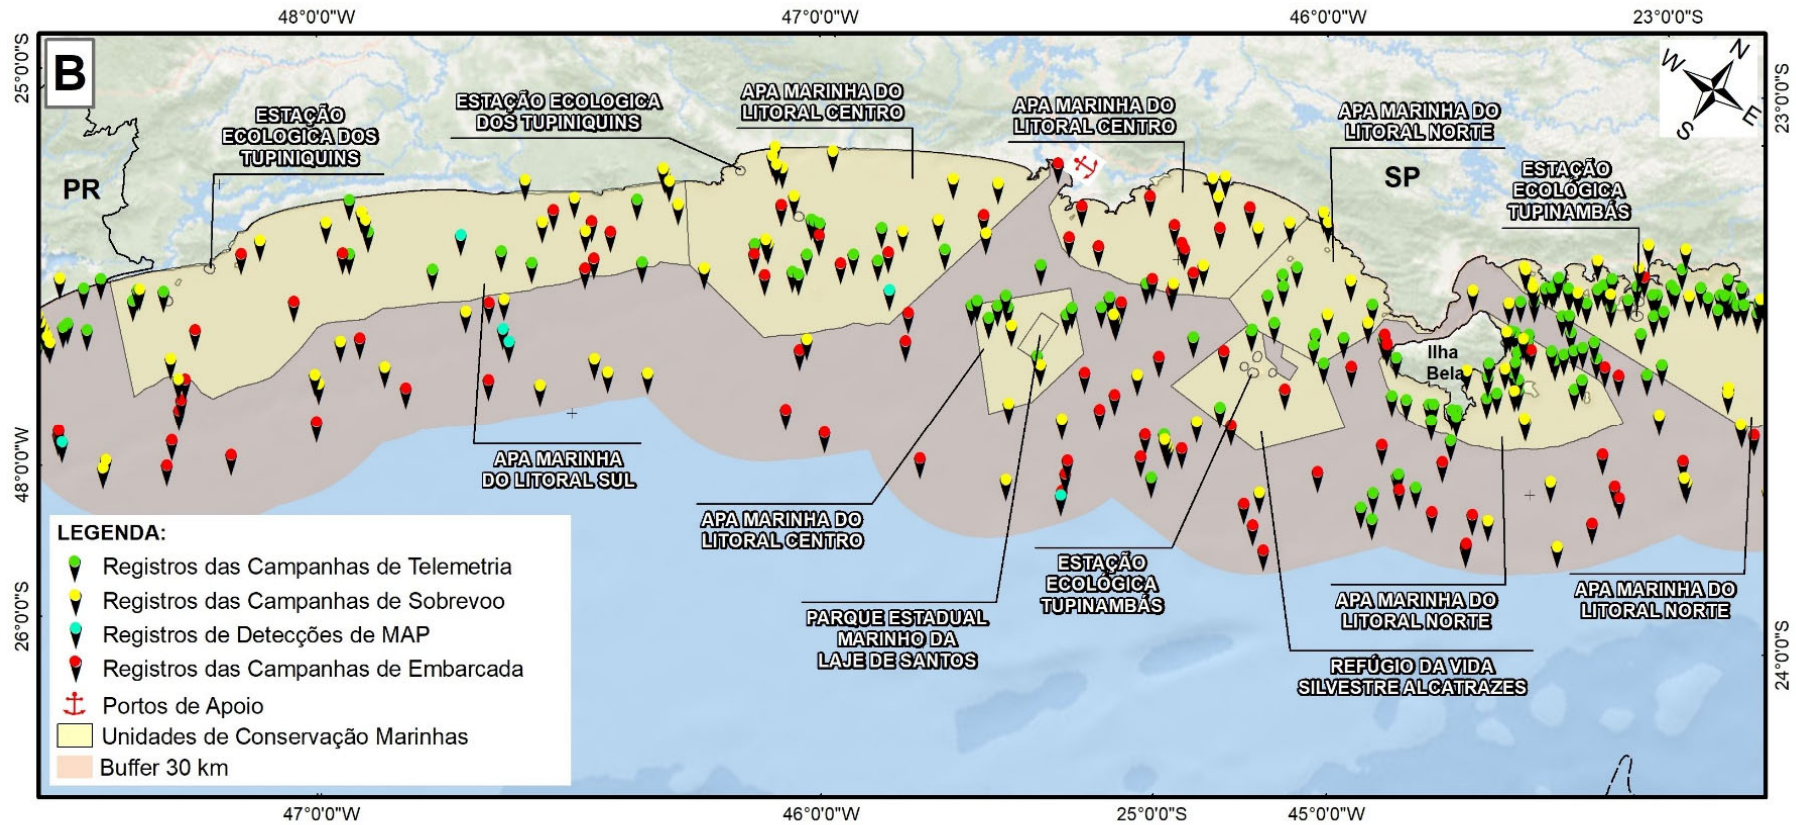 48°0'0"W
47°0'0"W
46°0'0"W
23°0'0"S
25°0'0"S
23°0'0"S
B
N
W
E
S
ESTAÇÃO
ECOLOGICA DOS
TUPINIQUINS
ESTAÇÃO ECOLOGICA
DOS TUPINIQUINS
APA MARINHA DO
LITORAL CENTRO
APA MARINHA DO
LITORAL CENTRO
APA MARINHA DO
LITORAL NORTE
ESTAÇÃO
ECOLÓGICA
TUPINAMBÁS
PR
SP
Ilha
Bela
48°0'0"W
APA MARINHA
DO LITORAL SUL
APA MARINHA DO
LITORAL CENTRO
PARQUE ESTADUAL
MARINHO DA
LAJE DE SANTOS
ESTAÇÃO
ECOLÓGICA
TUPINAMBÁS
APA MARINHA DO
LITORAL NORTE
APA MARINHA DO
LITORAL NORTE
REFÚGIO DA VIDA
SILVESTRE ALCATRAZES
LEGENDA:
Registros das Campanhas de Telemetria
Registros das Campanhas de Sobrevoo
Registros de Detecções de MAP
Registros das Campanhas de Embarcada
Portos de Apoio
Unidades de Conservação Marinhas
Buffer 30 km
26°0'0"S
24°0'0"S
47°0'0"W
46°0'0"W
25°0'0"S
45°0'0"W